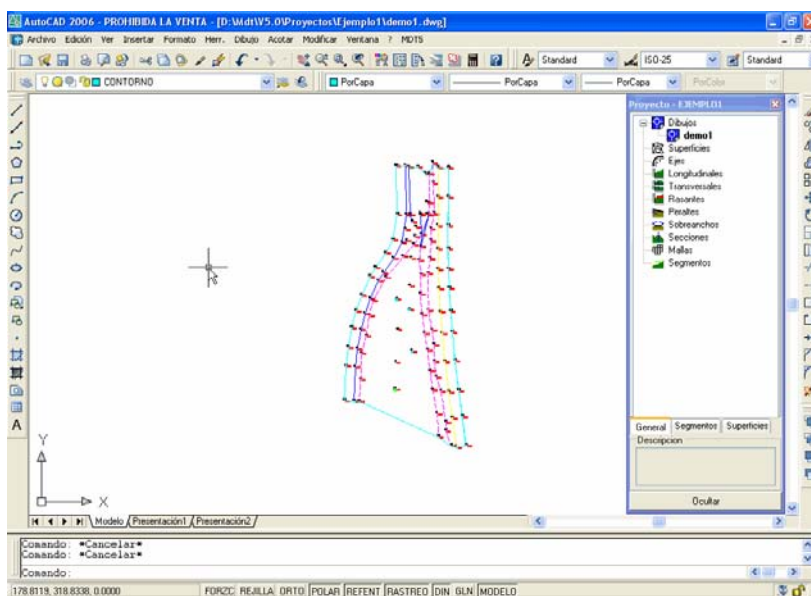 AutoCAD 2006 - PROHIBIDA LA VENTA - [D:\Mdt\V5.0\Proyectos\Ejemplo1\demo1.dwg]
Archivo Edición Ver Insertar Formato Herr. Dibujo Acotar Modificar Ventana ? MDT5
Standard ISO-25 Standard
CONTORNO PorCapa PorCapa PorCapa PorColor
Proyecto - EJEMPLO1
Dibujos
demo1
Superficies
Ejes
Longitudinales
Transversales
Rasantes
Peraltes
Sobreanchos
Secciones
Mallas
Segmentos
General Segmentos Superficies
Descripcion
Ocultar
Y
X
Modelo Presentación1 Presentación2
Comando: *Cancelar*
Comando: *Cancelar*
Comando:
178.8119, 318.8338, 0.0000 FORZC REJILLA ORTO POLAR REFENT RASTREO DIN GLN MODELO